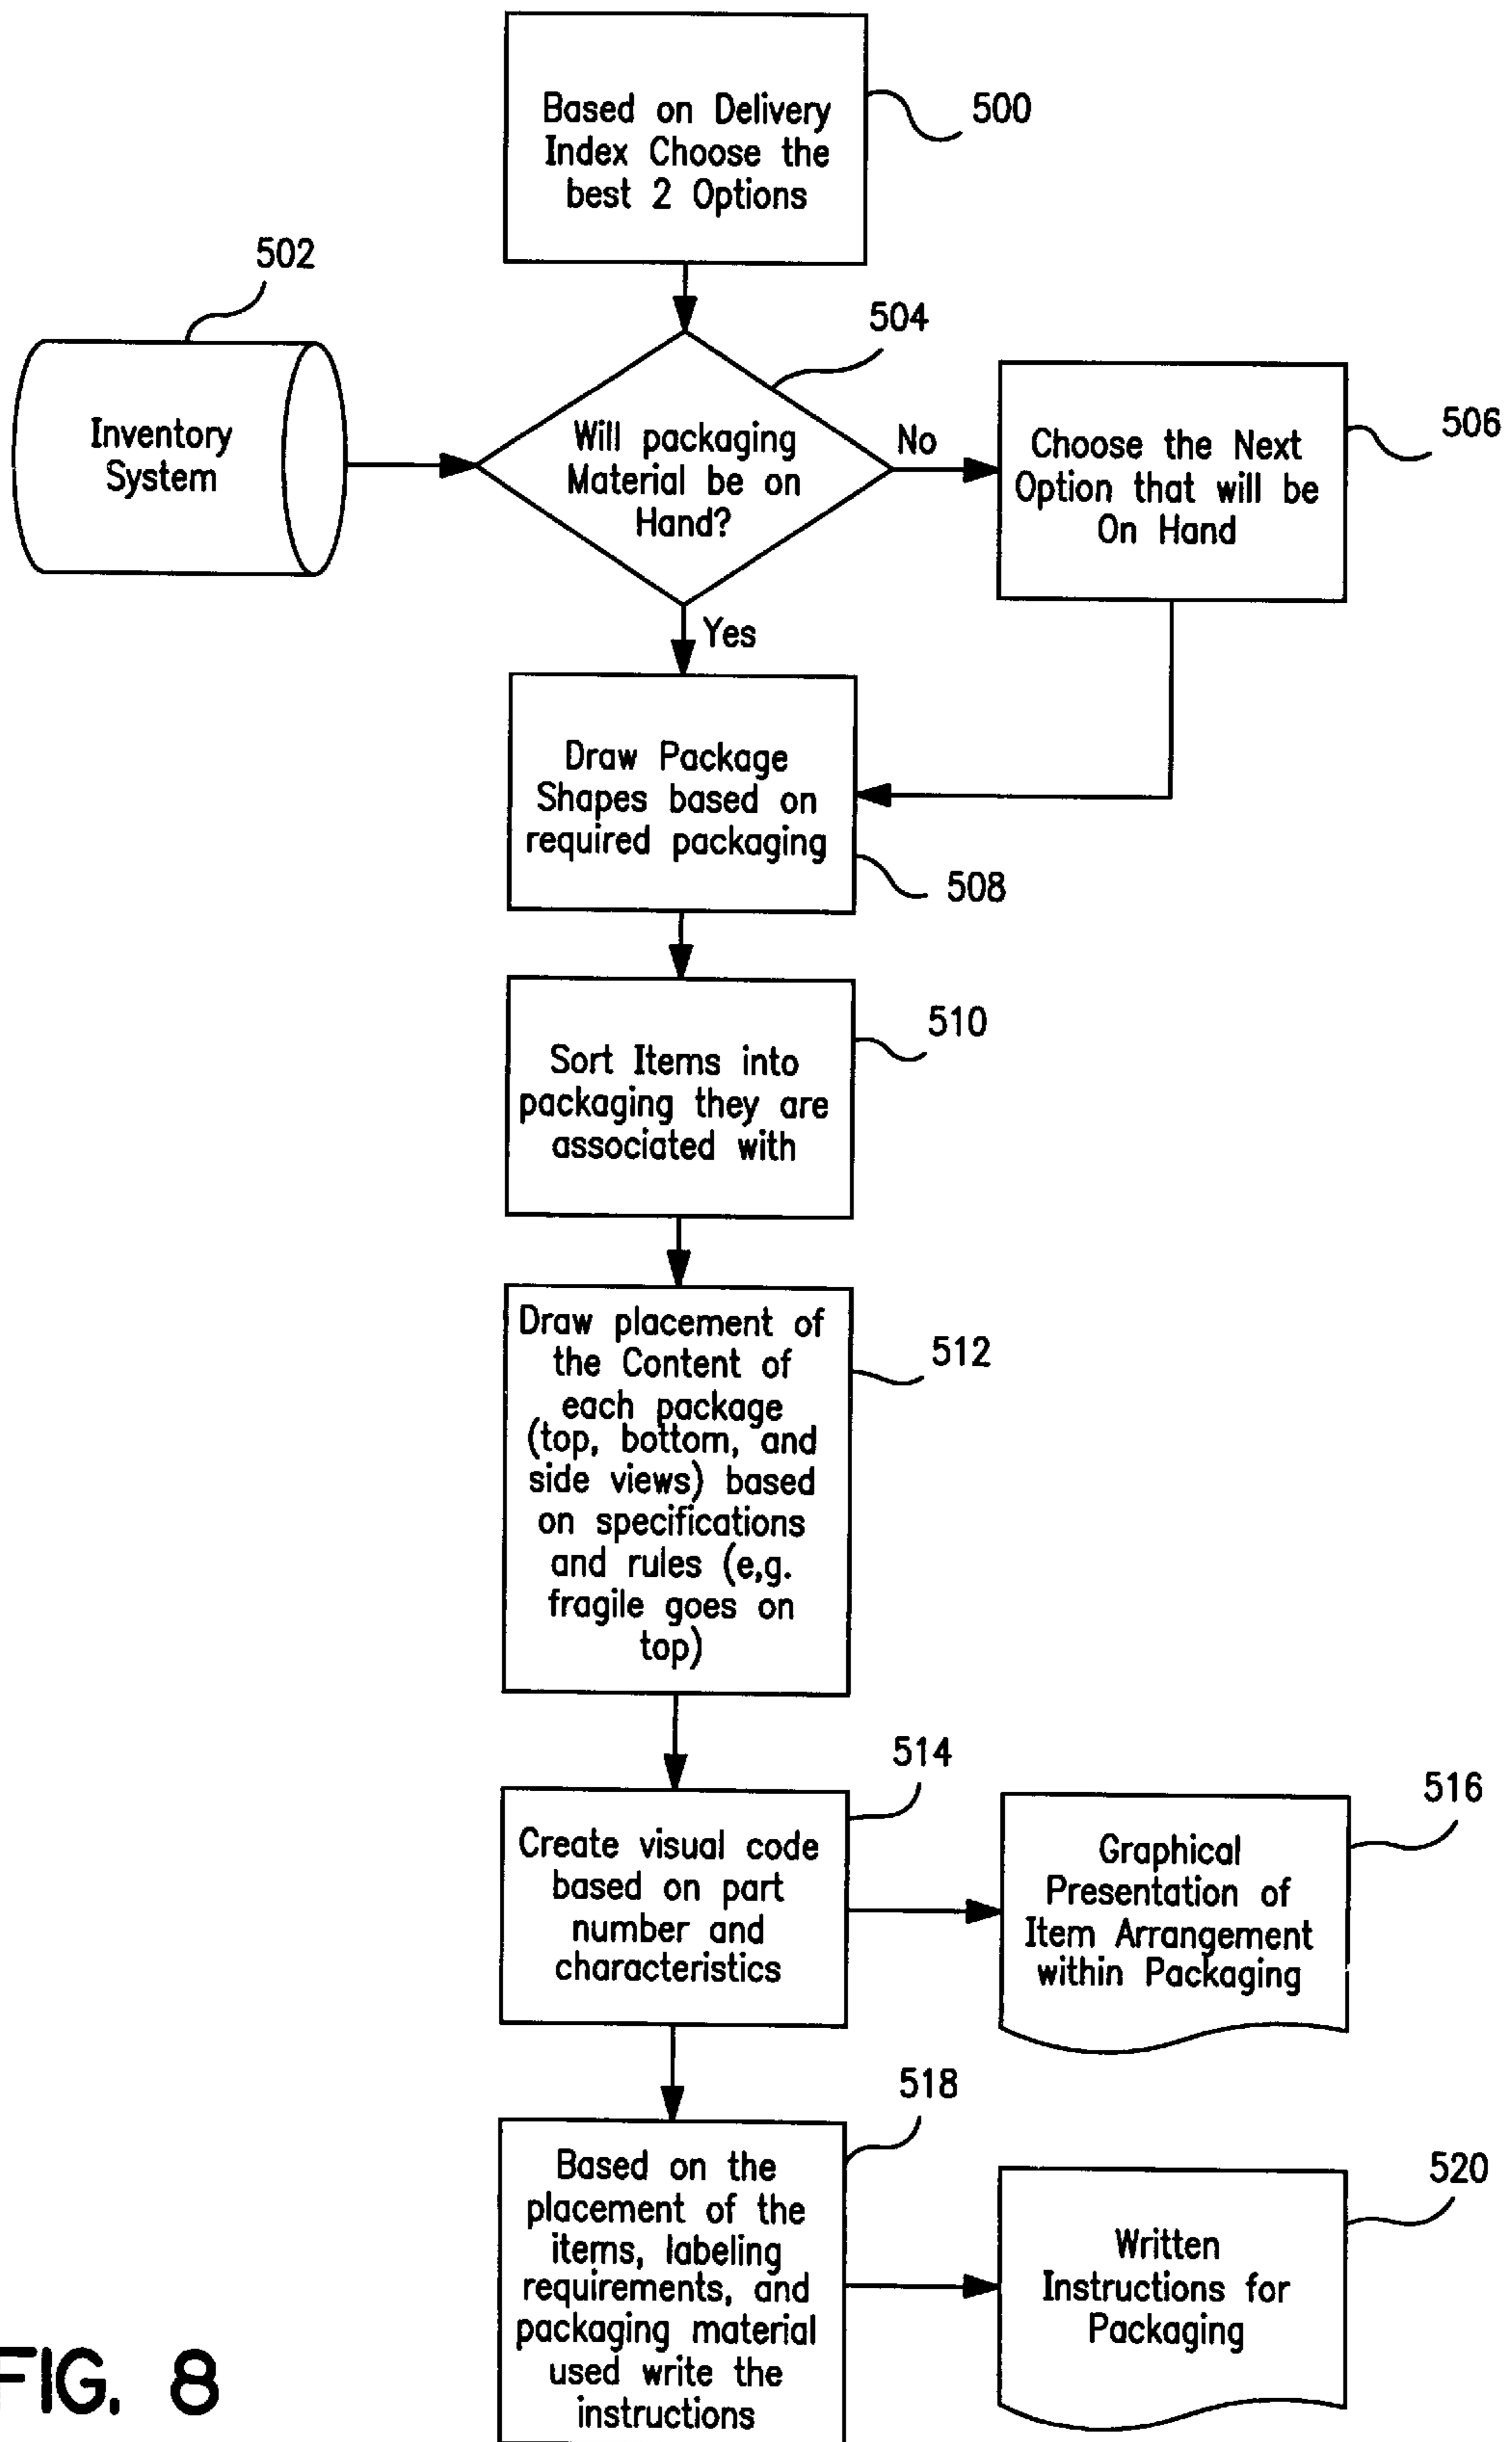 Based on Delivery
Index Choose the
best 2 Options
500
502
Inventory
System
504
Will packaging
Material be on
Hand?
No
Yes
506
Choose the Next
Option that will be
On Hand
Draw Package
Shapes based on
required packaging
508
510
Sort Items into
packaging they are
associated with
512
Draw placement of
the Content of
each package
(top, bottom, and
side views) based
on specifications
and rules (e,g.
fragile goes on
top)
514
Create visual code
based on part
number and
characteristics
516
Graphical
Presentation of
Item Arrangement
within Packaging
518
Based on the
placement of the
items, labeling
requirements, and
packaging material
used write the
instructions
520
Written
Instructions for
Packaging
FIG. 8